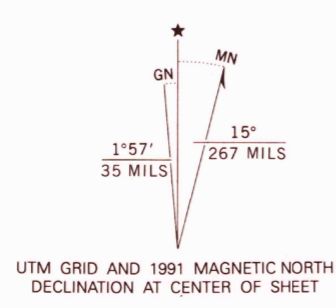 ★
MN
GN
1°57′
35 MILS
15°
267 MILS
UTM GRID AND 1991 MAGNETIC NORTH
DECLINATION AT CENTER OF SHEET